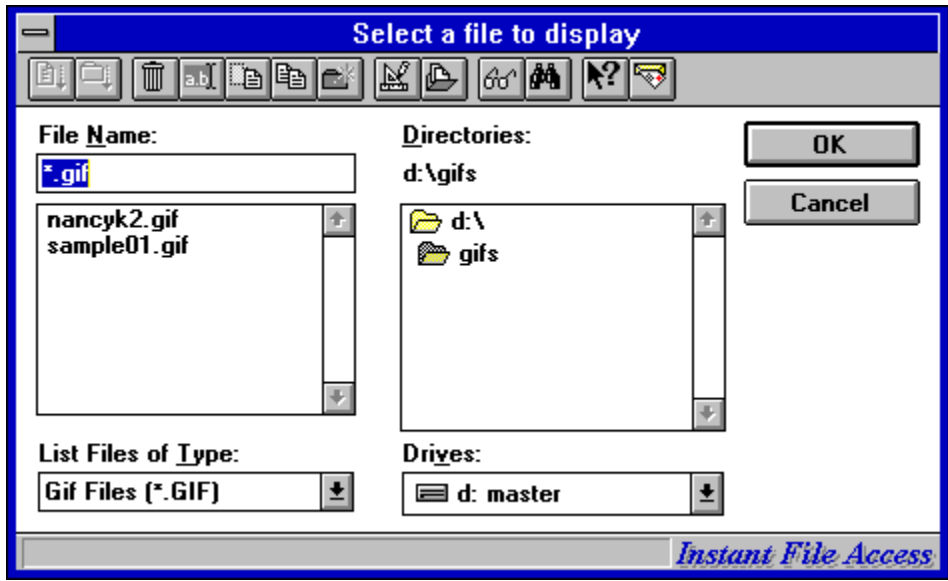 Select a file to display
a.b
File Name:
*.gif
nancyk2.gif
sample01.gif
List Files of Type:
Gif Files (*.GIF)
Directories:
d:\gifs
d:\
gifs
Drives:
d: master
OK
Cancel
Instant File Access